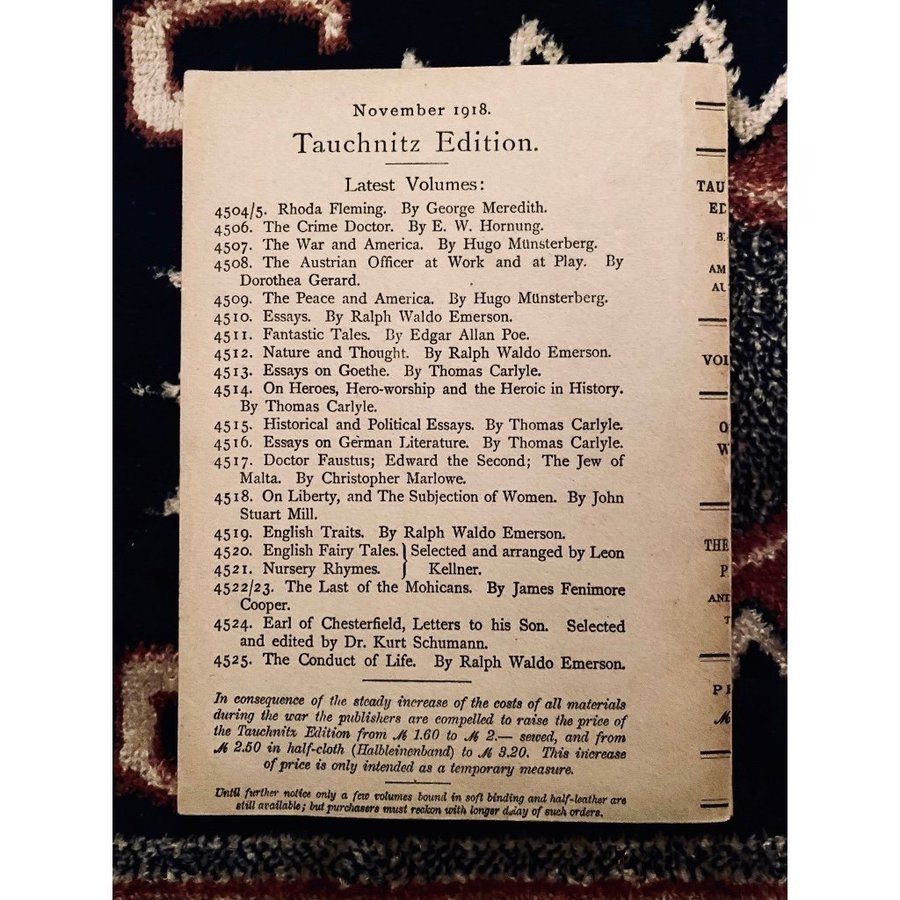 November 1918.
Tauchnitz Edition.
Latest Volumes:
4504/5. Rhoda Fleming. By George Meredith.
4506. The Crime Doctor. By E. W. Hornung.
4507. The War and America. By Hugo Münsterberg.
4508. The Austrian Officer at Work and at Play. By
Dorothea Gerard.
4509. The Peace and America. By Hugo Münsterberg.
4510. Essays. By Ralph Waldo Emerson.
4511. Fantastic Tales. By Edgar Allan Poe.
4512. Nature and Thought. By Ralph Waldo Emerson.
4513. Essays on Goethe. By Thomas Carlyle.
4514. On Heroes, Hero-worship and the Heroic in History.
By Thomas Carlyle.
4515. Historical and Political Essays. By Thomas Carlyle.
4516. Essays on German Literature. By Thomas Carlyle.
4517. Doctor Faustus; Edward the Second; The Jew of
Malta. By Christopher Marlowe.
4518. On Liberty, and The Subjection of Women. By John
Stuart Mill.
4519. English Traits. By Ralph Waldo Emerson.
4520. English Fairy Tales. } Selected and arranged by Leon
4521. Nursery Rhymes. } Kellner.
4522/23. The Last of the Mohicans. By James Fenimore
Cooper.
4524. Earl of Chesterfield, Letters to his Son. Selected
and edited by Dr. Kurt Schumann.
4525. The Conduct of Life. By Ralph Waldo Emerson.
In consequence of the steady increase of the costs of all materials
during the war the publishers are compelled to raise the price of
the Tauchnitz Edition from ℳ 1.60 to ℳ 2.— sewed, and from
ℳ 2.50 in half-cloth (Halbleinenband) to ℳ 3.20. This increase
of price is only intended as a temporary measure.
Until further notice only a few volumes bound in soft binding and half-leather are
still available; but purchasers must reckon with longer delay of such orders.
TAU
ED
B
AM
AU
VOL
O
W
THE
P
AND
T
PR
ℳ